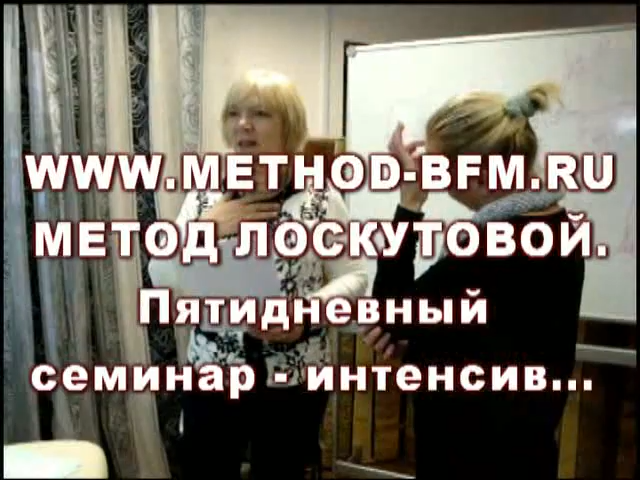 WWW.METHOD-BFM.RU
МЕТОД ЛОСКУТОВОЙ.
Пятидневный
семинар - интенсив...